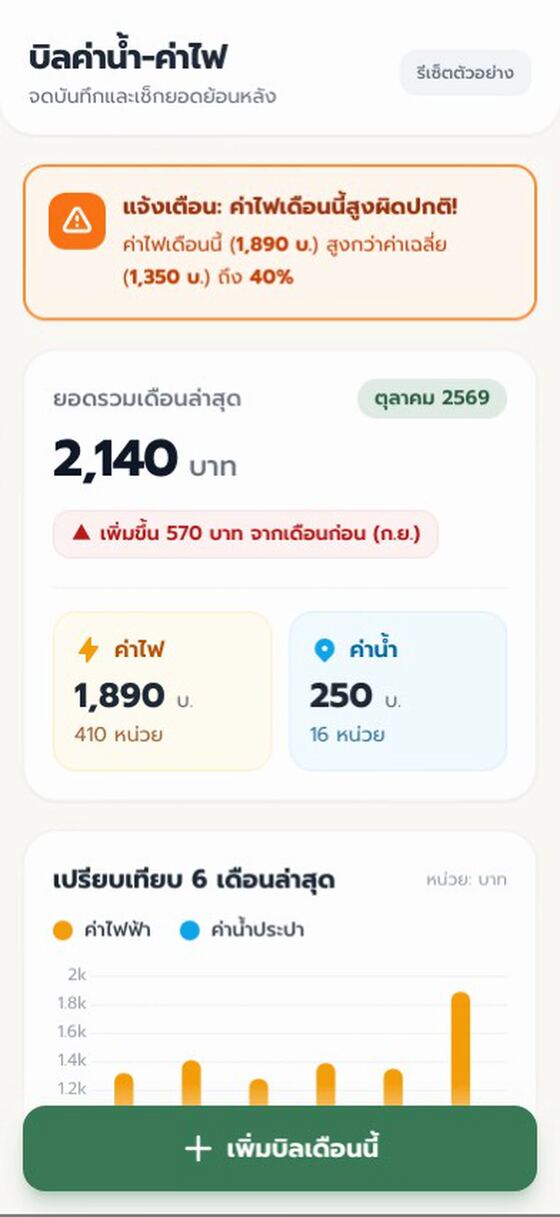 บิลค่าน้ำ-ค่าไฟ
จดบันทึกและเช็กยอดย้อนหลัง
รีเซ็ตตัวอย่าง
แจ้งเตือน: ค่าไฟเดือนนี้สูงผิดปกติ!
ค่าไฟเดือนนี้ (1,890 บ.) สูงกว่าค่าเฉลี่ย
(1,350 บ.) ถึง 40%
ยอดรวมเดือนล่าสุด
ตุลาคม 2569
2,140 บาท
▲ เพิ่มขึ้น 570 บาท จากเดือนก่อน (ก.ย.)
ค่าไฟ
1,890 บ.
410 หน่วย
ค่าน้ำ
250 บ.
16 หน่วย
เปรียบเทียบ 6 เดือนล่าสุด
หน่วย: บาท
ค่าไฟฟ้า
ค่าน้ำประปา
2k
1.8k
1.6k
1.4k
1.2k
+ เพิ่มบิลเดือนนี้